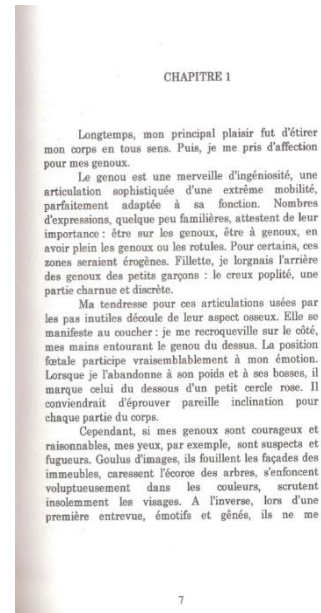 CHAPITRE 1
Longtemps, mon principal plaisir fut d'étirer
mon corps en tous sens. Puis, je me pris d'affection
pour mes genoux.
Le genou est une merveille d'ingéniosité, une
articulation sophistiquée d'une extrême mobilité,
parfaitement adaptée à sa fonction. Nombres
d'expressions, quelque peu familières, attestent de leur
importance : être sur les genoux, être à genoux, en
avoir plein les genoux ou les rotules. Pour certains, ces
zones seraient érogènes. Fillette, je lorgnais l'arrière
des genoux des petits garçons : le creux poplité, une
partie charnue et discrète.
Ma tendresse pour ces articulations usées par
les pas inutiles découle de leur aspect osseux. Elle se
manifeste au coucher : je me recroqueville sur le côté,
mes mains entourant le genou du dessus. La position
fœtale participe vraisemblablement à mon émotion.
Lorsque je l'abandonne à son poids et à ses bosses, il
marque celui du dessous d'un petit cercle rose. Il
conviendrait d'éprouver pareille inclination pour
chaque partie du corps.
Cependant, si mes genoux sont courageux et
raisonnables, mes yeux, par exemple, sont suspects et
fugueurs. Goulus d'images, ils fouillent les façades des
immeubles, caressent l'écorce des arbres, s'enfoncent
voluptueusement dans les couleurs, scrutent
insolemment les visages. A l'inverse, lors d'une
première entrevue, émotifs et gênés, ils ne me
7